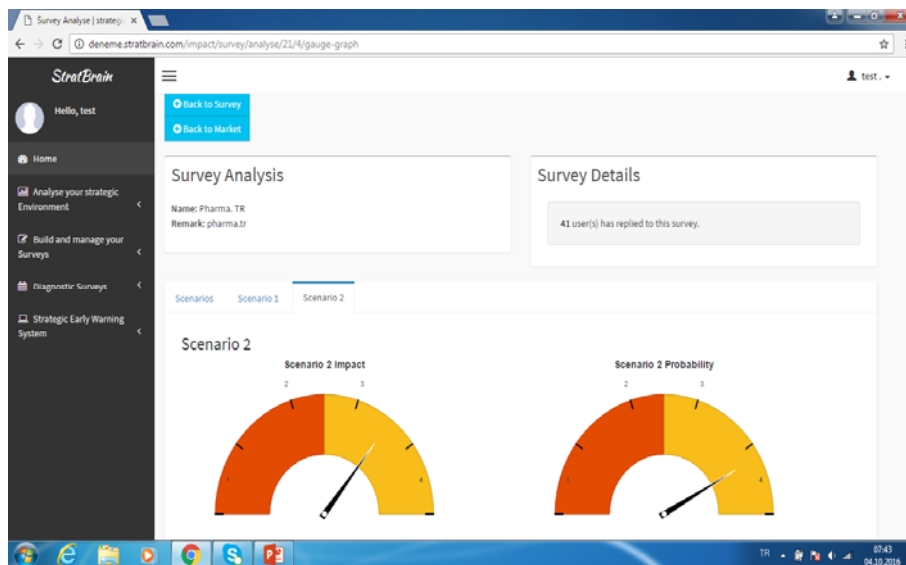 Survey Analyse | strategi
deneme.stratbrain.com/impact/survey/analyse/21/4/gauge-graph
StratBrain
test . 
Hello, test
Back to Survey
Back to Market
Home
Analyse your strategic
Environment
Build and manage your
Surveys
Diagnostic Surveys
Strategic Early Warning
System
Survey Analysis
Name: Pharma. TR
Remark: pharma.tr
Survey Details
41 user(s) has replied to this survey.
Scenarios Scenario 1 Scenario 2
Scenario 2
Scenario 2 Impact
2 3
1 4
Scenario 2 Probability
2 3
1 4
TR 07:43
04.10.2016